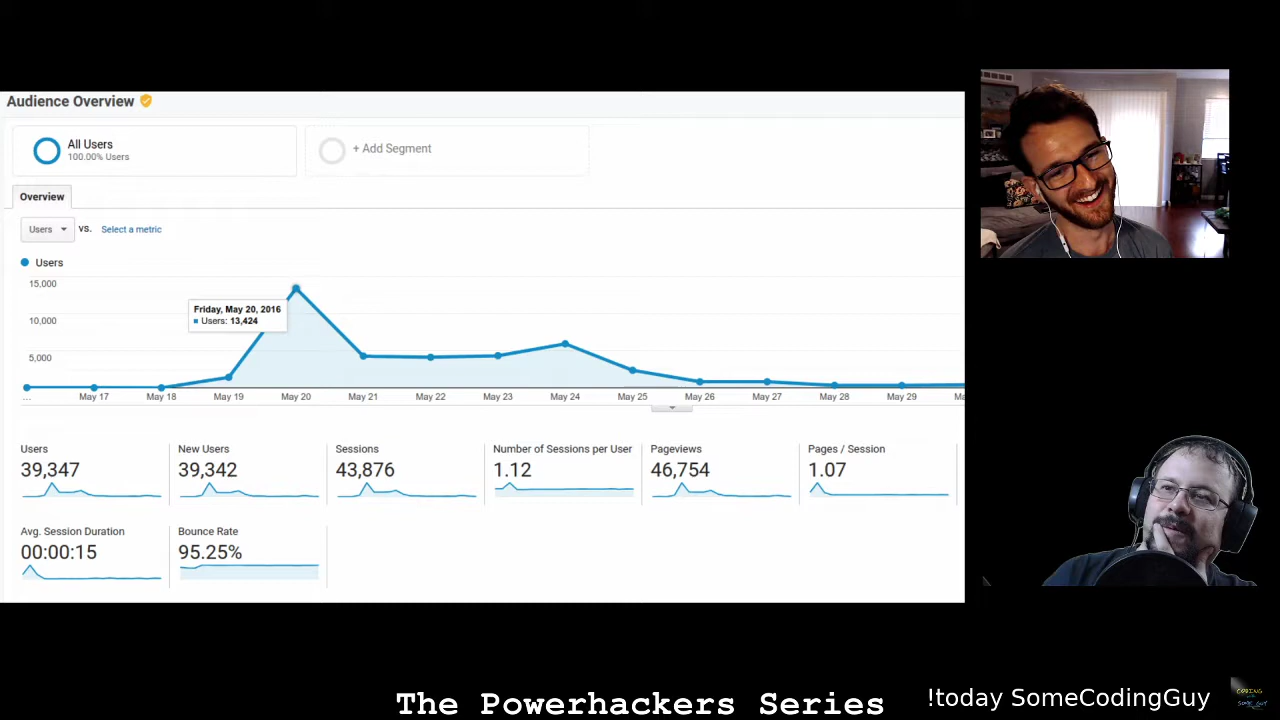 Audience Overview
All Users
100.00% Users
+ Add Segment
Overview
Users
VS.
Select a metric
Users
15,000
10,000
5,000
Friday, May 20, 2016
Users: 13,424
...
May 17
May 18
May 19
May 20
May 21
May 22
May 23
May 24
May 25
May 26
May 27
May 28
May 29
Ma
Users
39,347
New Users
39,342
Sessions
43,876
Number of Sessions per User
1.12
Pageviews
46,754
Pages / Session
1.07
Avg. Session Duration
00:00:15
Bounce Rate
95.25%
The Powerhackers Series
!today SomeCodingGuy
CODING
SOME GUY